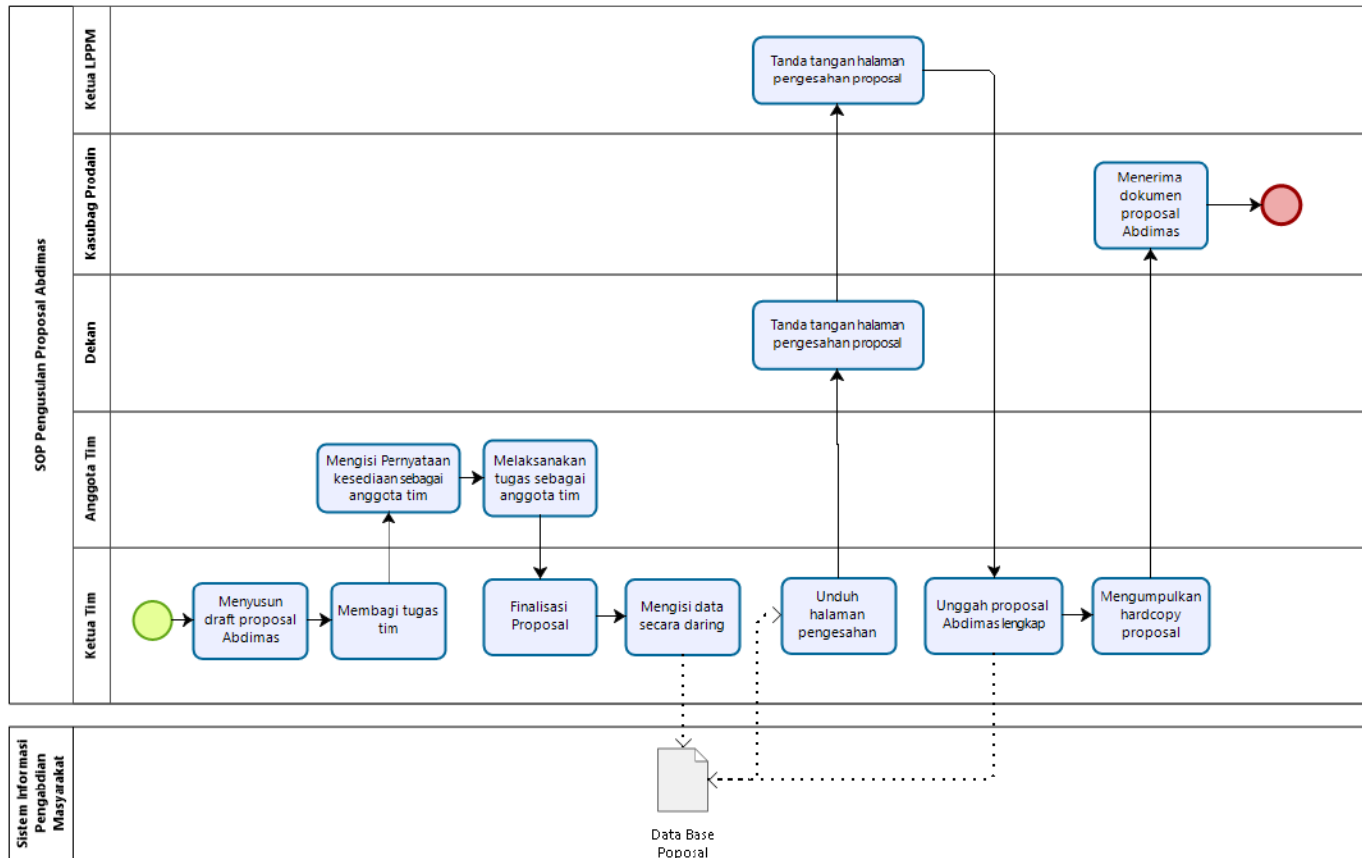 SOP Pengusulan Proposal Abdimas
Ketua LPPM
Tanda tangan halaman
pengesahan proposal
Kasubag Prodain
Menerima
dokumen
proposal
Abdimas
Dekan
Tanda tangan halaman
pengesahan proposal
Anggota Tim
Mengisi Pernyataan
kesediaan sebagai
anggota tim
Melaksanakan
tugas sebagai
anggota tim
Ketua Tim
Menyusun
draft proposal
Abdimas
Membagi tugas
tim
Finalisasi
Proposal
Mengisi data
secara daring
Unduh
halaman
pengesahan
Unggah proposal
Abdimas lengkap
Mengumpulkan
hardcopy
proposal
Sistem Informasi
Pengabdian
Masyarakat
Data Base
Poposal